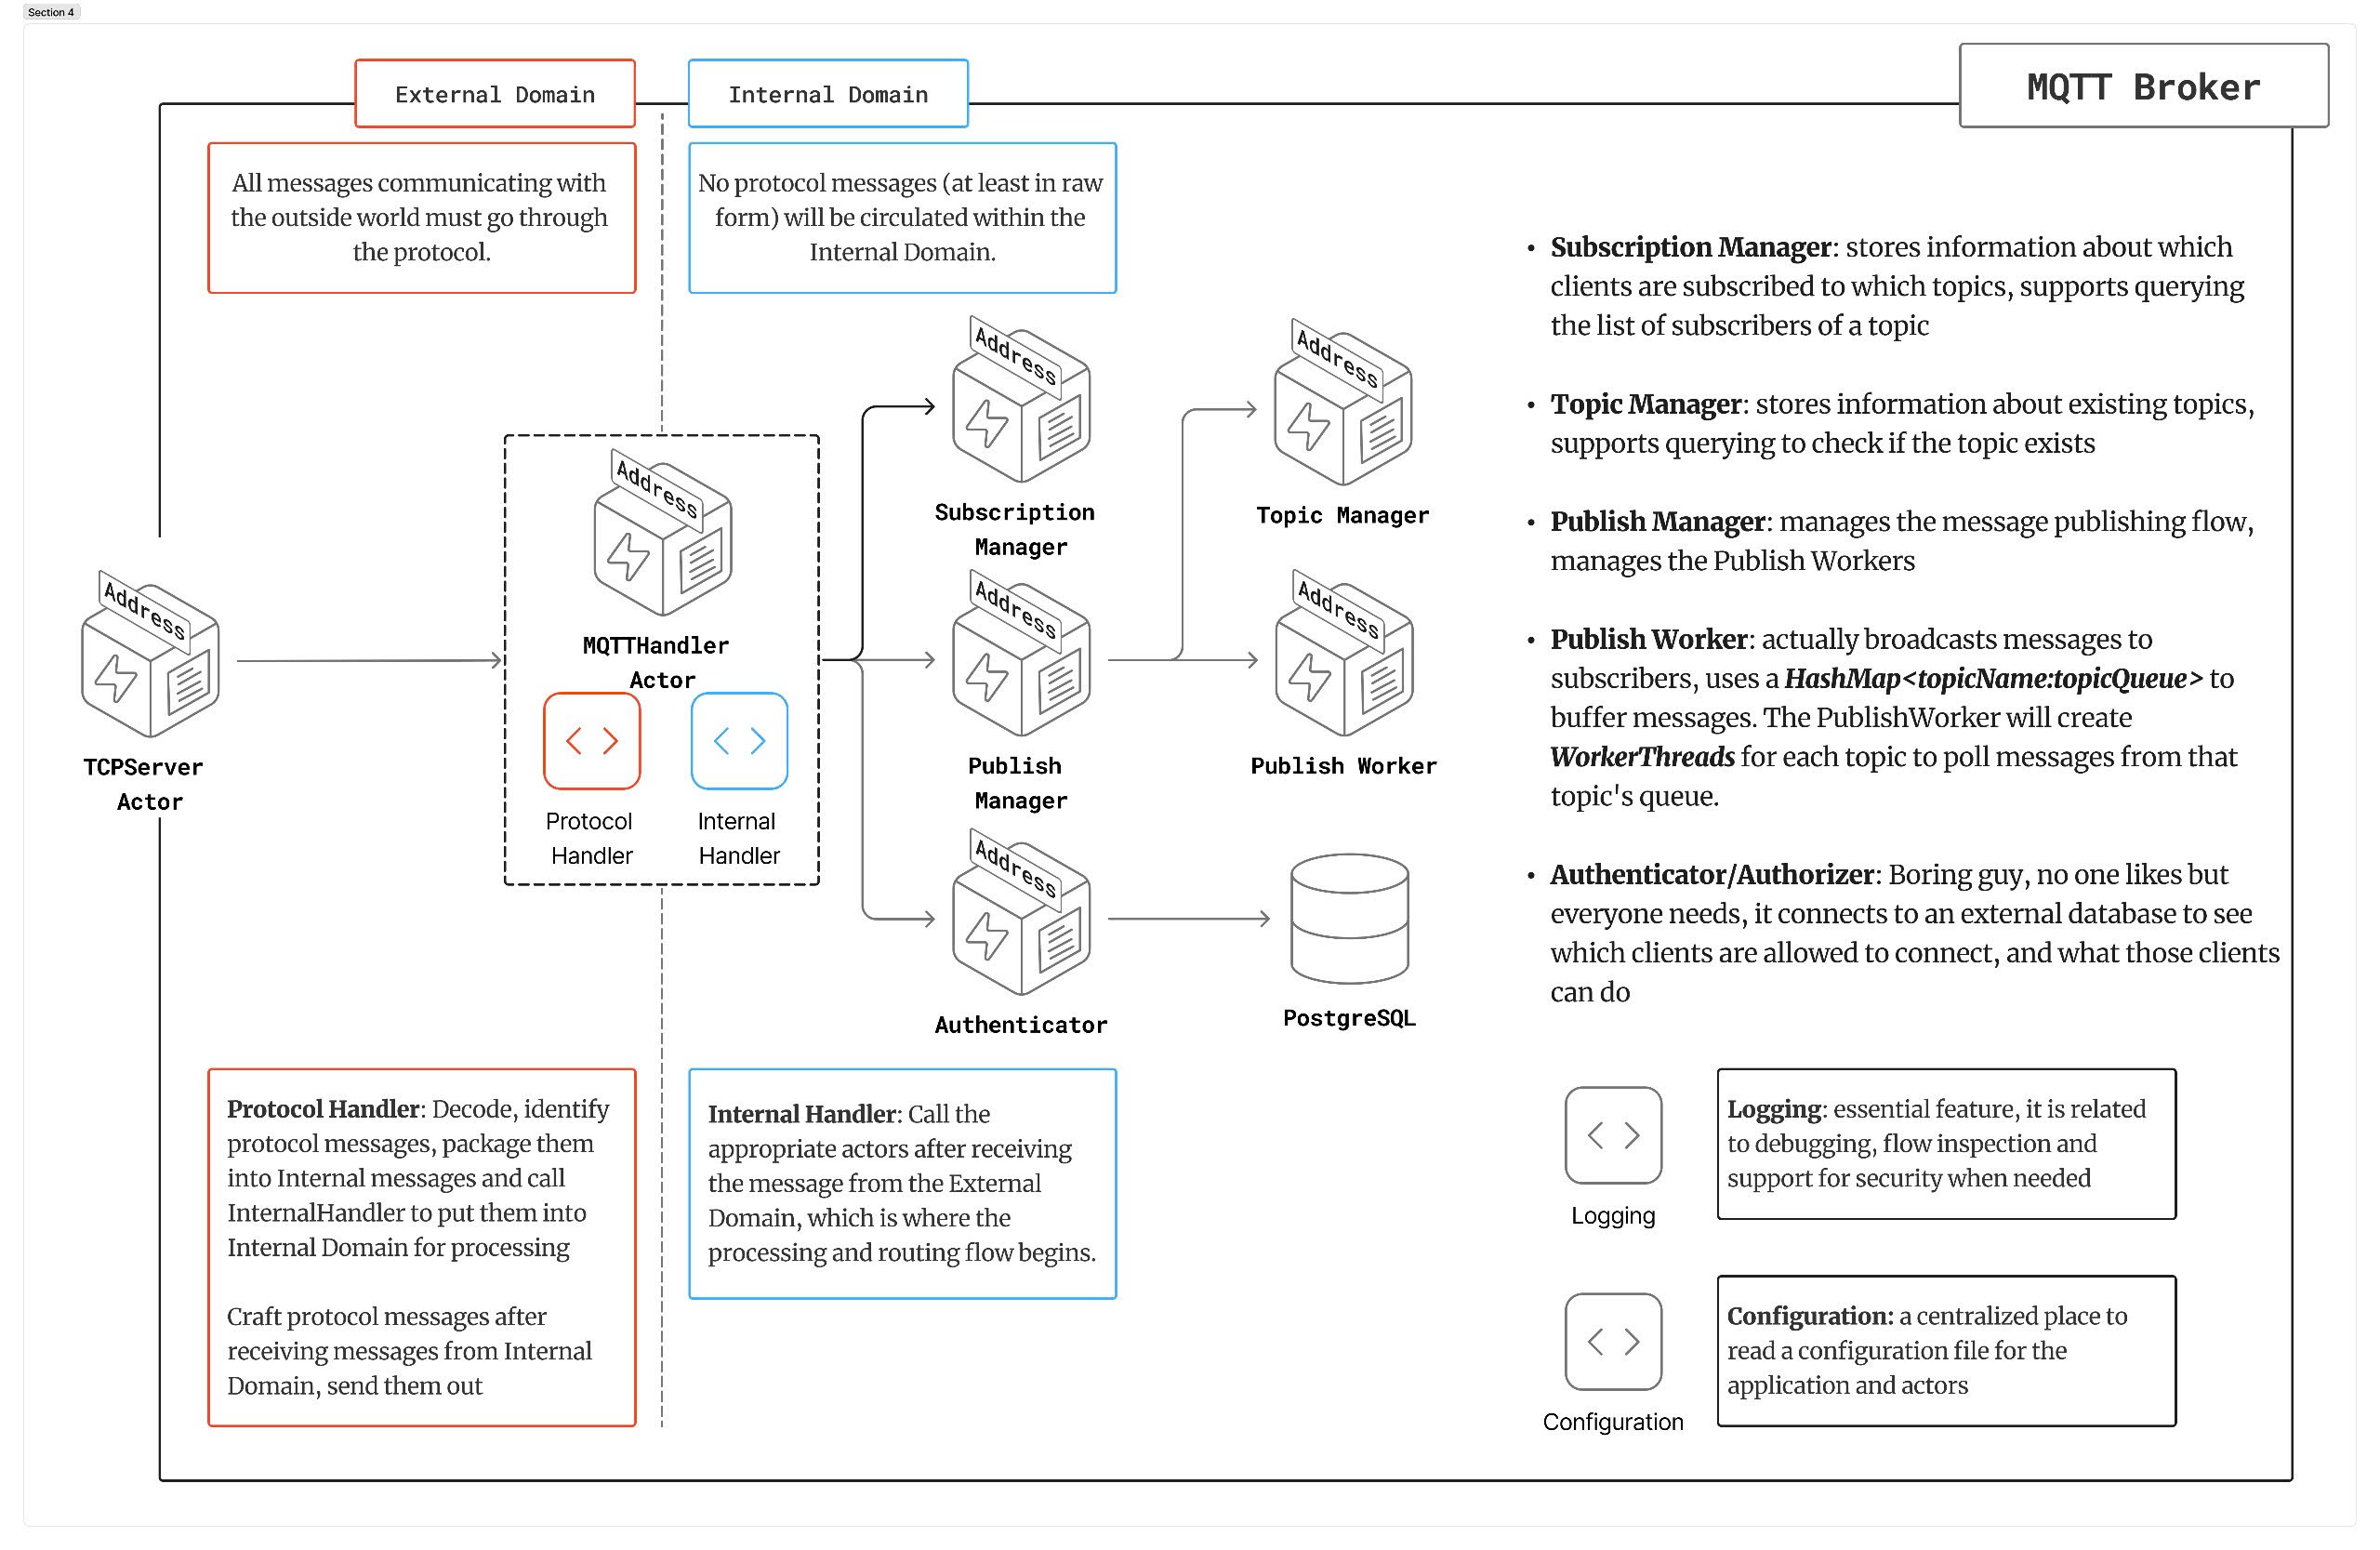 Section 4
External Domain
Internal Domain
MQTT Broker
All messages communicating with
the outside world must go through
the protocol.
No protocol messages (at least in raw
form) will be circulated within the
Internal Domain.
Address
TCPServer
Actor
Address
MQTTHandler
Actor
Protocol
Handler
Internal
Handler
Address
Subscription
Manager
Address
Topic Manager
Address
Publish
Manager
Address
Publish Worker
Address
Authenticator
PostgreSQL
• Subscription Manager: stores information about which
clients are subscribed to which topics, supports querying
the list of subscribers of a topic
• Topic Manager: stores information about existing topics,
supports querying to check if the topic exists
• Publish Manager: manages the message publishing flow,
manages the Publish Workers
• Publish Worker: actually broadcasts messages to
subscribers, uses a HashMap<topicName:topicQueue> to
buffer messages. The PublishWorker will create
WorkerThreads for each topic to poll messages from that
topic's queue.
• Authenticator/Authorizer: Boring guy, no one likes but
everyone needs, it connects to an external database to see
which clients are allowed to connect, and what those clients
can do
Protocol Handler: Decode, identify
protocol messages, package them
into Internal messages and call
InternalHandler to put them into
Internal Domain for processing
Craft protocol messages after
receiving messages from Internal
Domain, send them out
Internal Handler: Call the
appropriate actors after receiving
the message from the External
Domain, which is where the
processing and routing flow begins.
Logging
Logging: essential feature, it is related
to debugging, flow inspection and
support for security when needed
Configuration
Configuration: a centralized place to
read a configuration file for the
application and actors